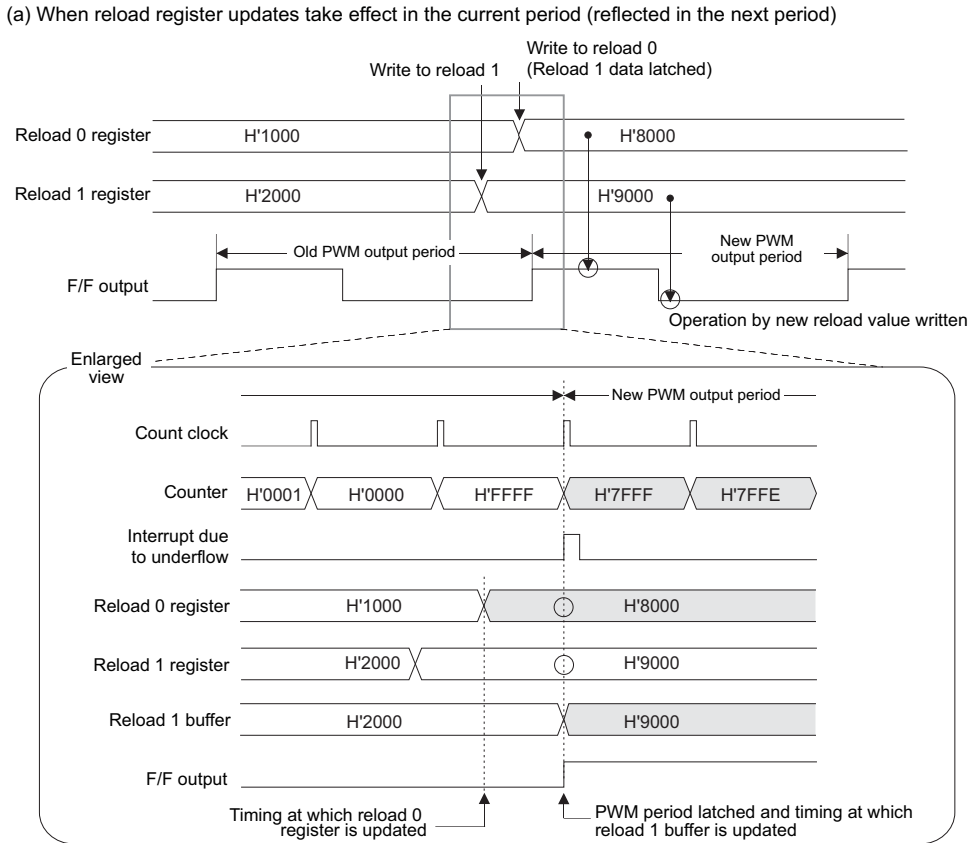 (a) When reload register updates take effect in the current period (reflected in the next period)
Write to reload 0
(Reload 1 data latched)
Write to reload 1
Reload 0 register
H'1000
H'8000
Reload 1 register
H'2000
H'9000
Old PWM output period
New PWM
output period
F/F output
Operation by new reload value written
Enlarged
view
New PWM output period
Count clock
Counter
H'0001
H'0000
H'FFFF
H'7FFF
H'7FFE
Interrupt due
to underflow
Reload 0 register
H'1000
H'8000
Reload 1 register
H'2000
H'9000
Reload 1 buffer
H'2000
H'9000
F/F output
Timing at which reload 0
register is updated
PWM period latched and timing at which
reload 1 buffer is updated